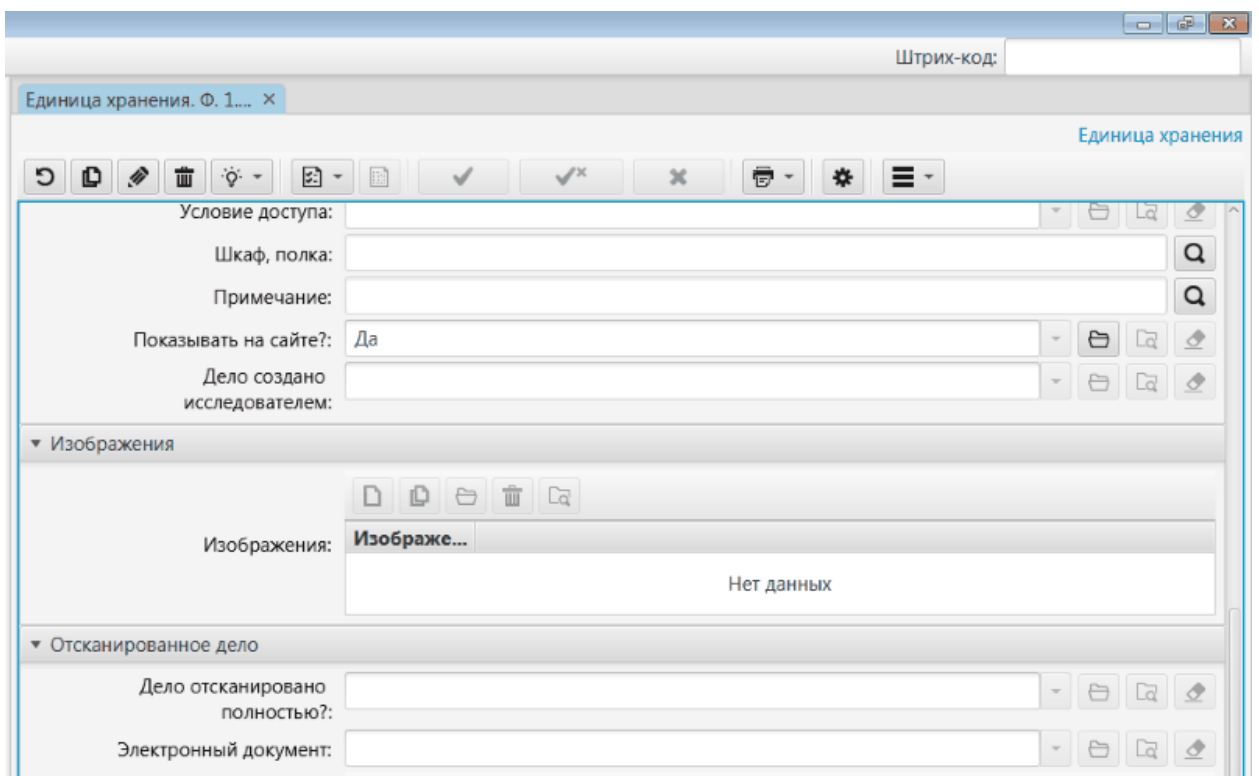 Штрих-код:
Единица хранения. Ф. 1....
Единица хранения
Условие доступа:
Шкаф, полка:
Примечание:
Показывать на сайте?: Да
Дело создано
исследователем:
Изображения
Изображе...
Изображения:
Нет данных
Отсканированное дело
Дело отсканировано
полностью?:
Электронный документ: